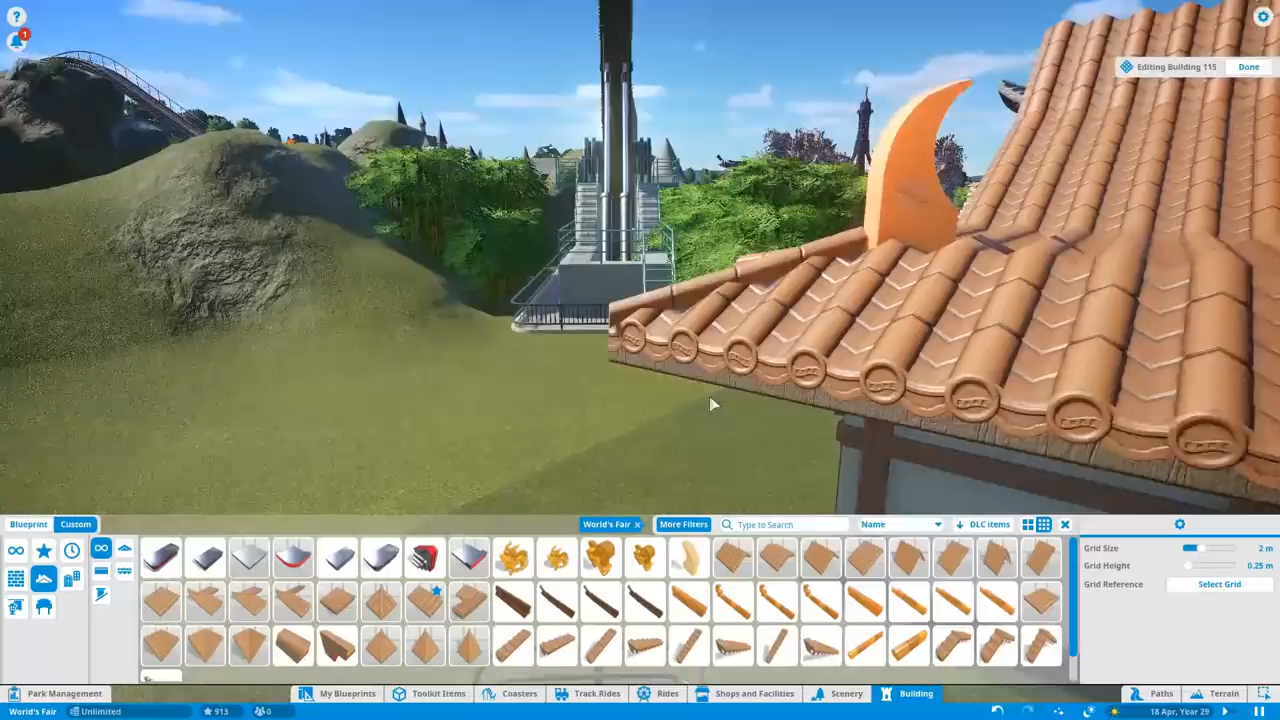 ?
1
Editing Building 115 Done
Blueprint Custom World's Fair × More Filters Type to Search Name DLC items
Grid Size 2 m
Grid Height 0.25 m
Grid Reference Select Grid
Park Management My Blueprints Toolkit Items Coasters Track Rides Rides Shops and Facilities Scenery Building Paths Terrain
World's Fair Unlimited 913 0 18 Apr, Year 29